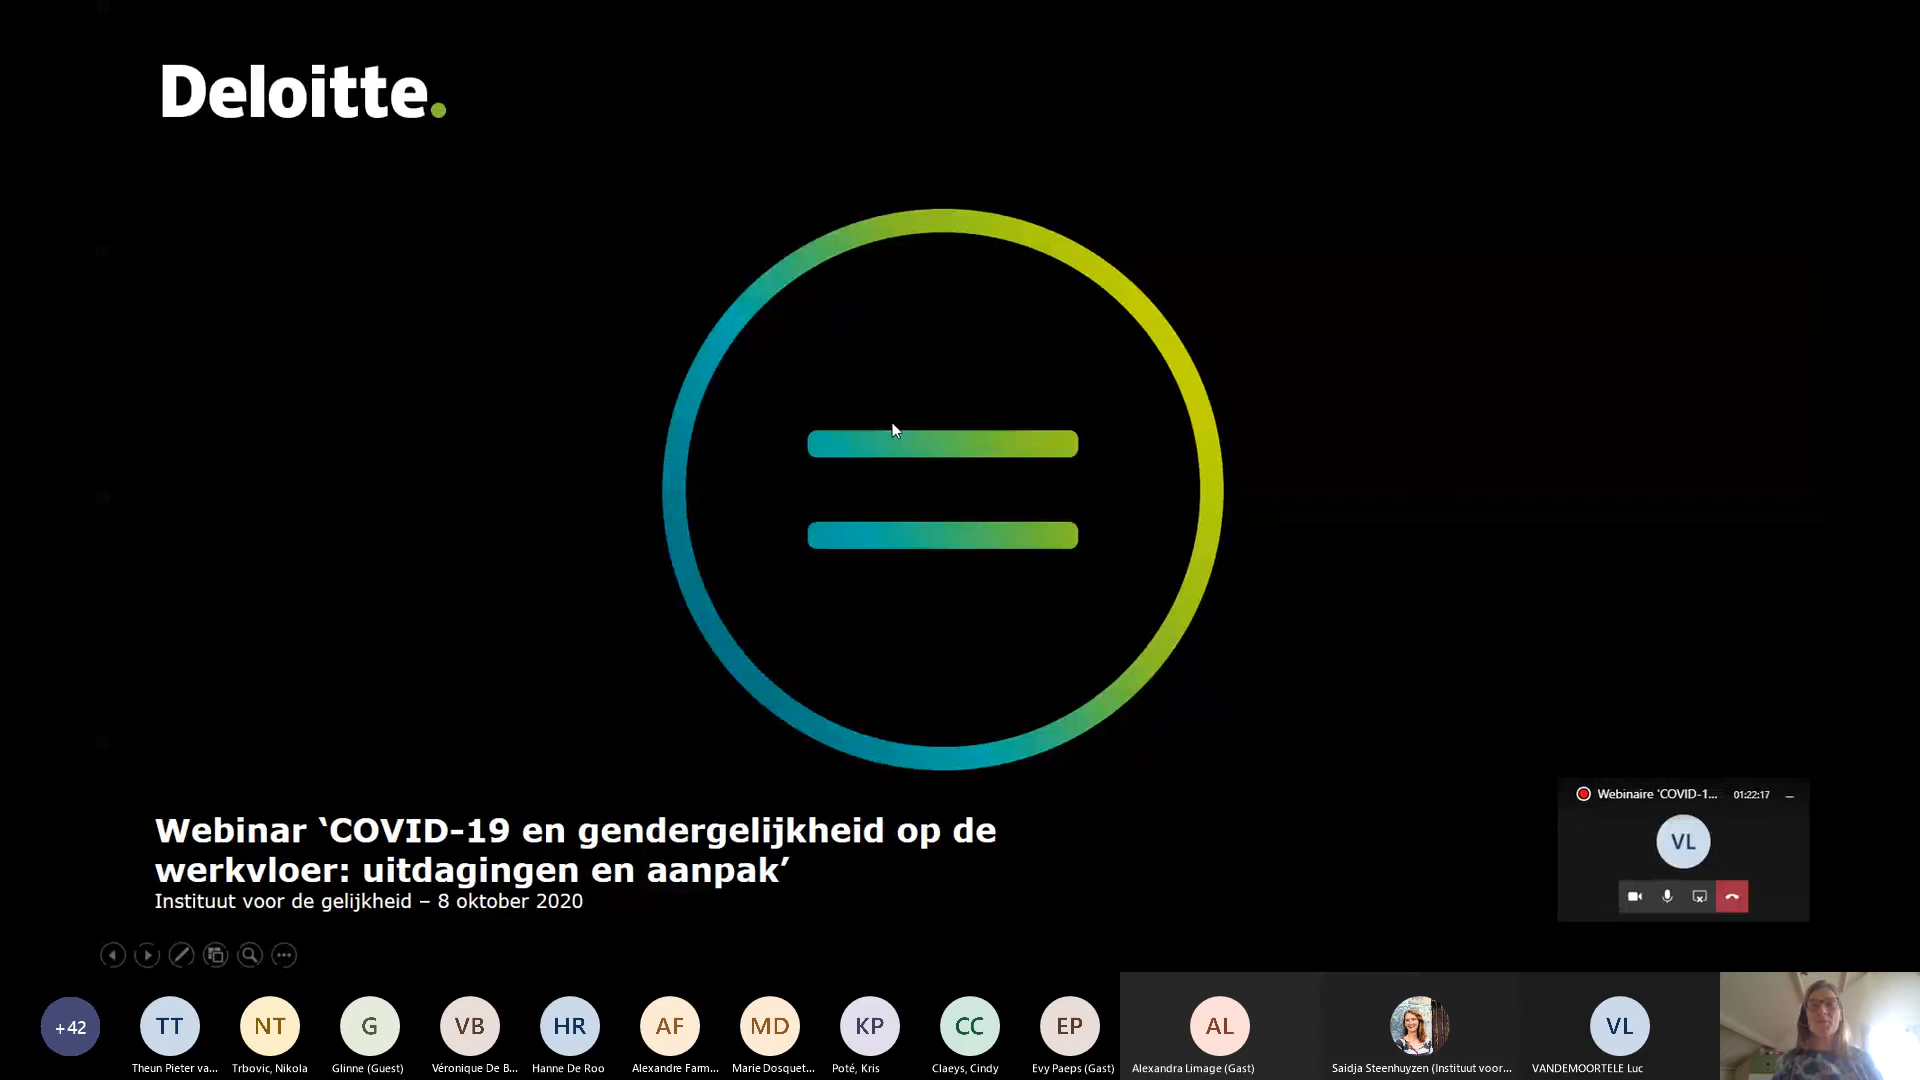 Deloitte.
Webinar ‘COVID-19 en gendergelijkheid op de
werkvloer: uitdagingen en aanpak’
Instituut voor de gelijkheid – 8 oktober 2020
Webinaire 'COVID-1... 01:22:17
VL
+42 TT NT G VB HR AF MD KP CC EP AL VL
Theun Pieter va... Trbovic, Nikola Glinne (Guest) Véronique De B... Hanne De Roo Alexandre Fam... Marie Dosquet... Poté, Kris Claeys, Cindy Evy Paeps (Gast) Alexandra Limage (Gast) Saidja Steenhuyzen (Instituut voor... VANDEMOORTELE Luc